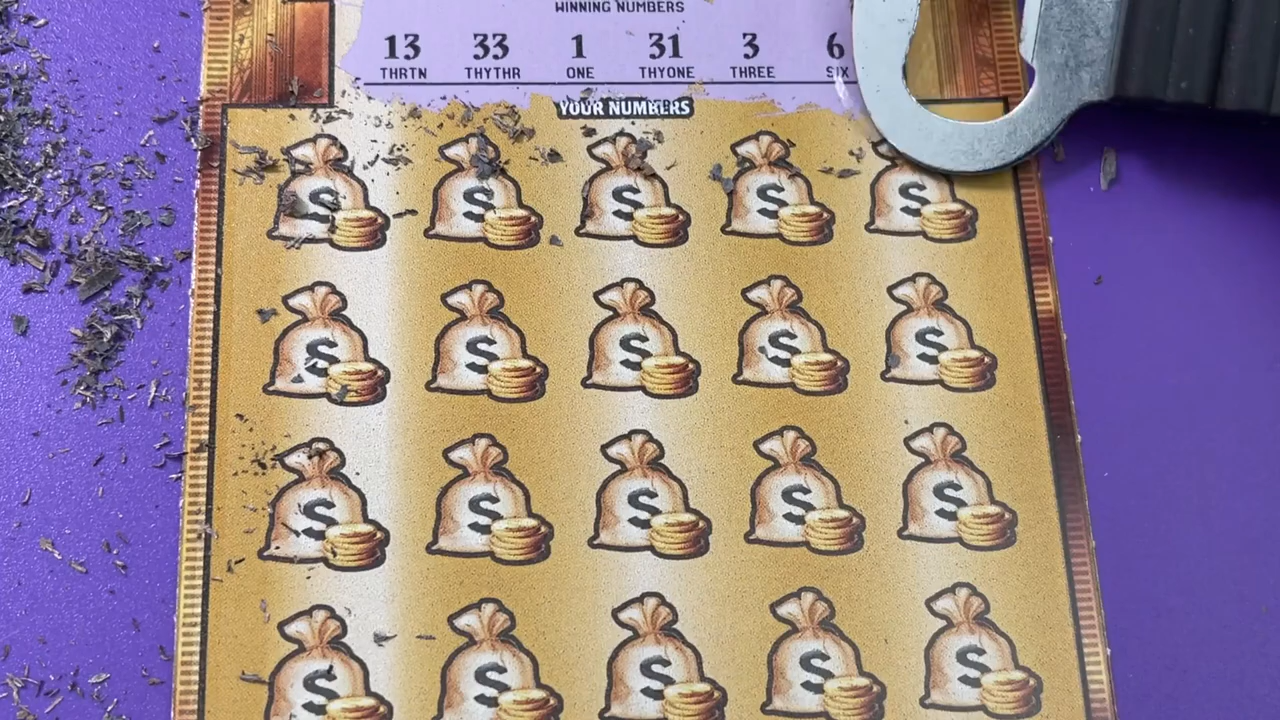 WINNING NUMBERS
13 33 1 31 3 6
THRTN THYTHR ONE THYONE THREE SIX
YOUR NUMBERS
$ $ $ $ $
$ $ $ $ $
$ $ $ $ $
$ $ $ $ $